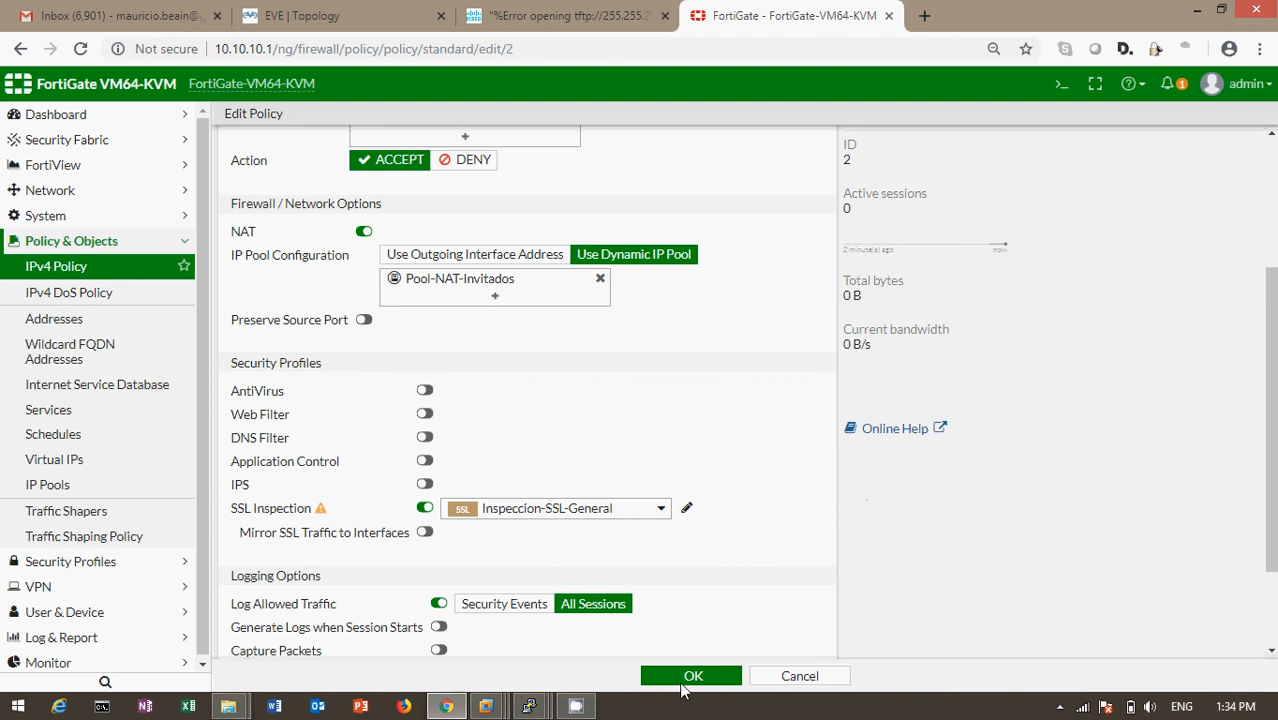 Inbox (6,901) - mauricio.beain@g
EVE | Topology
"%Error opening tftp://255.255.2
FortiGate - FortiGate-VM64-KVM
Not secure
10.10.10.1/ng/firewall/policy/policy/standard/edit/2
FortiGate VM64-KVM
FortiGate-VM64-KVM
>_
1
admin
Dashboard
Security Fabric
FortiView
Network
System
Policy & Objects
IPv4 Policy
IPv4 DoS Policy
Addresses
Wildcard FQDN
Addresses
Internet Service Database
Services
Schedules
Virtual IPs
IP Pools
Traffic Shapers
Traffic Shaping Policy
Security Profiles
VPN
User & Device
Log & Report
Monitor
Edit Policy
Action
ACCEPT
DENY
Firewall / Network Options
NAT
IP Pool Configuration
Use Outgoing Interface Address
Use Dynamic IP Pool
Pool-NAT-Invitados
Preserve Source Port
Security Profiles
AntiVirus
Web Filter
DNS Filter
Application Control
IPS
SSL Inspection
SSL
Inspeccion-SSL-General
Mirror SSL Traffic to Interfaces
Logging Options
Log Allowed Traffic
Security Events
All Sessions
Generate Logs when Session Starts
Capture Packets
OK
Cancel
ID
2
Active sessions
0
2 minute(s) ago
now
Total bytes
0 B
Current bandwidth
0 B/s
Online Help
ENG
1:34 PM